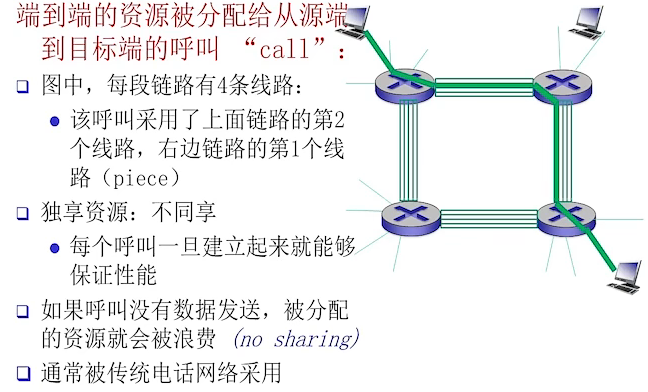 端到端的资源被分配给从源端
到目标端的呼叫 “call”：
图中，每段链路有4条线路：
该呼叫采用了上面链路的第2
个线路，右边链路的第1个线
路（piece）
独享资源：不同享
每个呼叫一旦建立起来就能够
保证性能
如果呼叫没有数据发送，被分配
的资源就会被浪费 (no sharing)
通常被传统电话网络采用